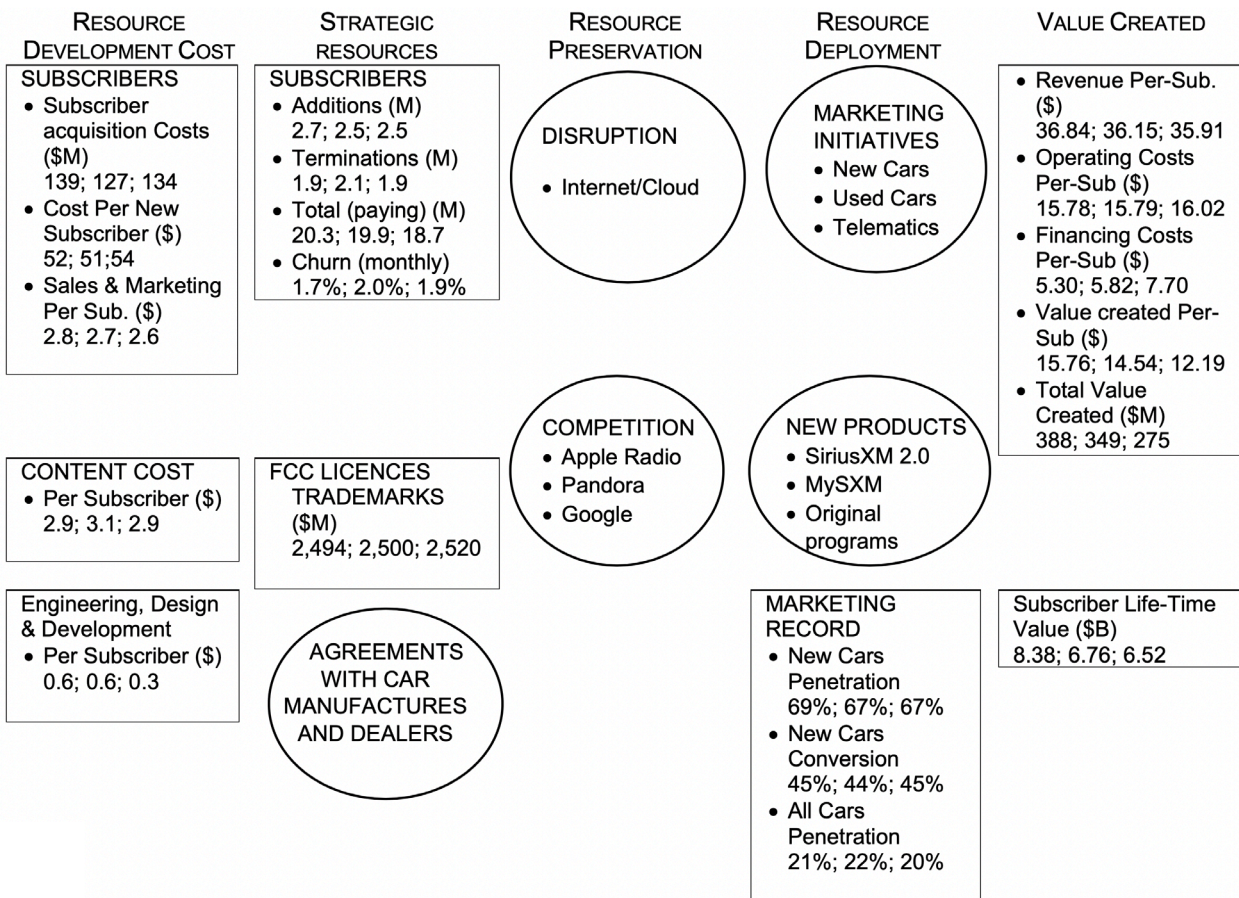 RESOURCE
DEVELOPMENT COST
SUBSCRIBERS
• Subscriber
acquisition Costs
($M)
139; 127; 134
• Cost Per New
Subscriber ($)
52; 51;54
• Sales & Marketing
Per Sub. ($)
2.8; 2.7; 2.6
CONTENT COST
• Per Subscriber ($)
2.9; 3.1; 2.9
Engineering, Design
& Development
• Per Subscriber ($)
0.6; 0.6; 0.3
STRATEGIC
RESOURCES
SUBSCRIBERS
• Additions (M)
2.7; 2.5; 2.5
• Terminations (M)
1.9; 2.1; 1.9
• Total (paying) (M)
20.3; 19.9; 18.7
• Churn (monthly)
1.7%; 2.0%; 1.9%
FCC LICENCES
TRADEMARKS
($M)
2,494; 2,500; 2,520
AGREEMENTS
WITH CAR
MANUFACTURES
AND DEALERS
RESOURCE
PRESERVATION
DISRUPTION
• Internet/Cloud
COMPETITION
• Apple Radio
• Pandora
• Google
RESOURCE
DEPLOYMENT
MARKETING
INITIATIVES
• New Cars
• Used Cars
• Telematics
NEW PRODUCTS
• SiriusXM 2.0
• MySXM
• Original
programs
MARKETING
RECORD
• New Cars
Penetration
69%; 67%; 67%
• New Cars
Conversion
45%; 44%; 45%
• All Cars
Penetration
21%; 22%; 20%
VALUE CREATED
• Revenue Per-Sub.
($)
36.84; 36.15; 35.91
• Operating Costs
Per-Sub ($)
15.78; 15.79; 16.02
• Financing Costs
Per-Sub ($)
5.30; 5.82; 7.70
• Value created Per-
Sub ($)
15.76; 14.54; 12.19
• Total Value
Created ($M)
388; 349; 275
Subscriber Life-Time
Value ($B)
8.38; 6.76; 6.52